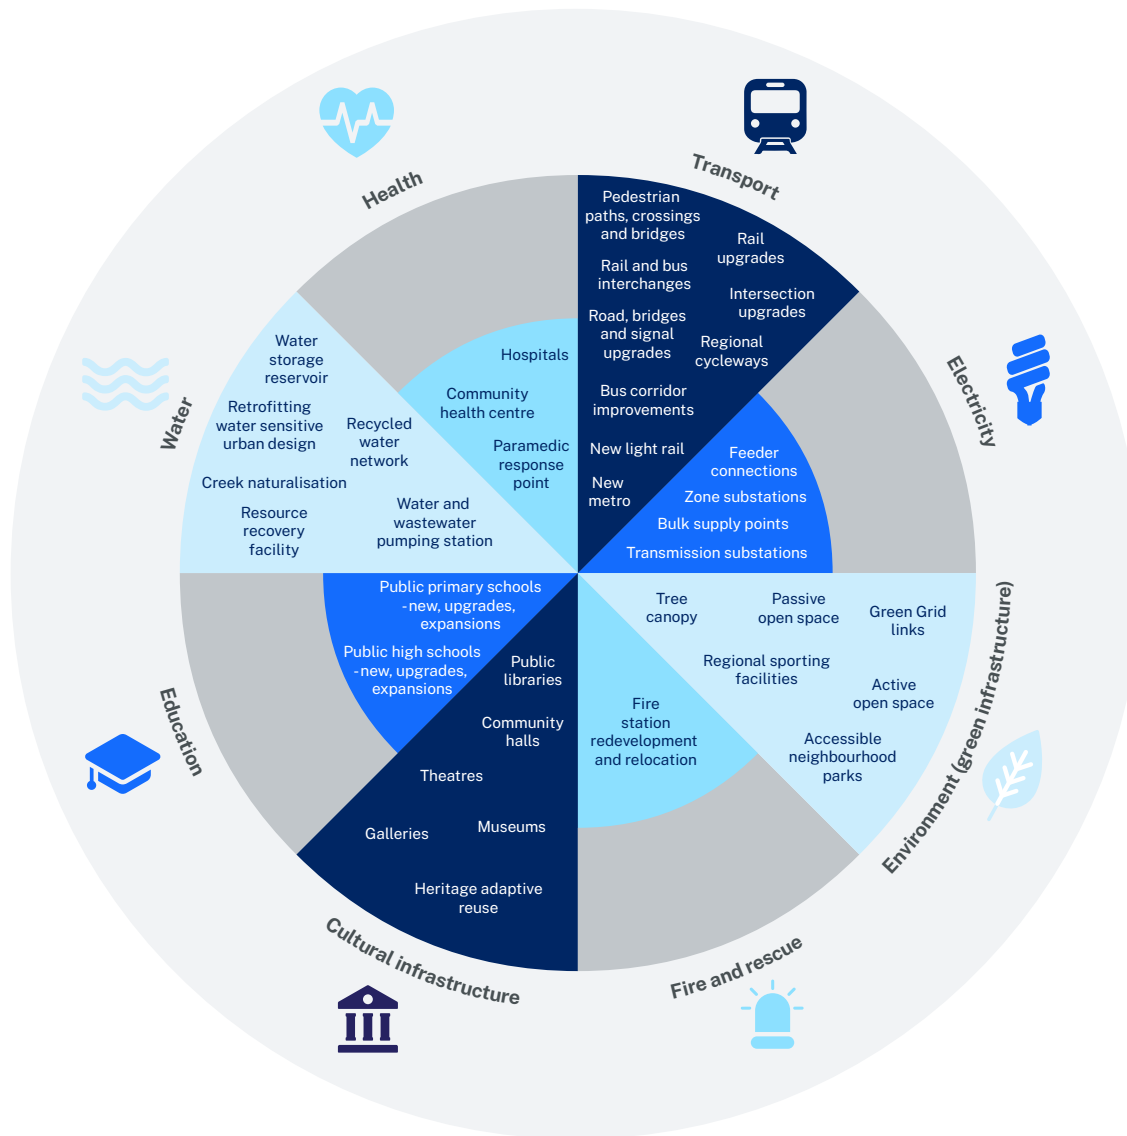 Health
Transport
Pedestrian
paths, crossings
and bridges
Rail
upgrades
Rail and bus
interchanges
Intersection
upgrades
Road, bridges
and signal
upgrades
Regional
cycleways
Bus corridor
improvements
New light rail
New
metro
Electricity
Feeder
connections
Zone substations
Bulk supply points
Transmission substations
Environment (green infrastructure)
Tree
canopy
Passive
open space
Green Grid
links
Regional sporting
facilities
Active
open space
Accessible
neighbourhood
parks
Fire and rescue
Fire
station
redevelopment
and relocation
Cultural infrastructure
Public
libraries
Community
halls
Theatres
Galleries
Museums
Heritage adaptive
reuse
Education
Public primary schools
- new, upgrades,
expansions
Public high schools
- new, upgrades,
expansions
Water
Water
storage
reservoir
Retrofitting
water sensitive
urban design
Recycled
water
network
Creek naturalisation
Resource
recovery
facility
Water and
wastewater
pumping station
Hospitals
Community
health centre
Paramedic
response
point